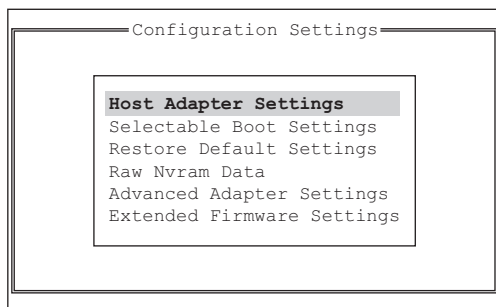 Configuration Settings
Host Adapter Settings
Selectable Boot Settings
Restore Default Settings
Raw Nvram Data
Advanced Adapter Settings
Extended Firmware Settings